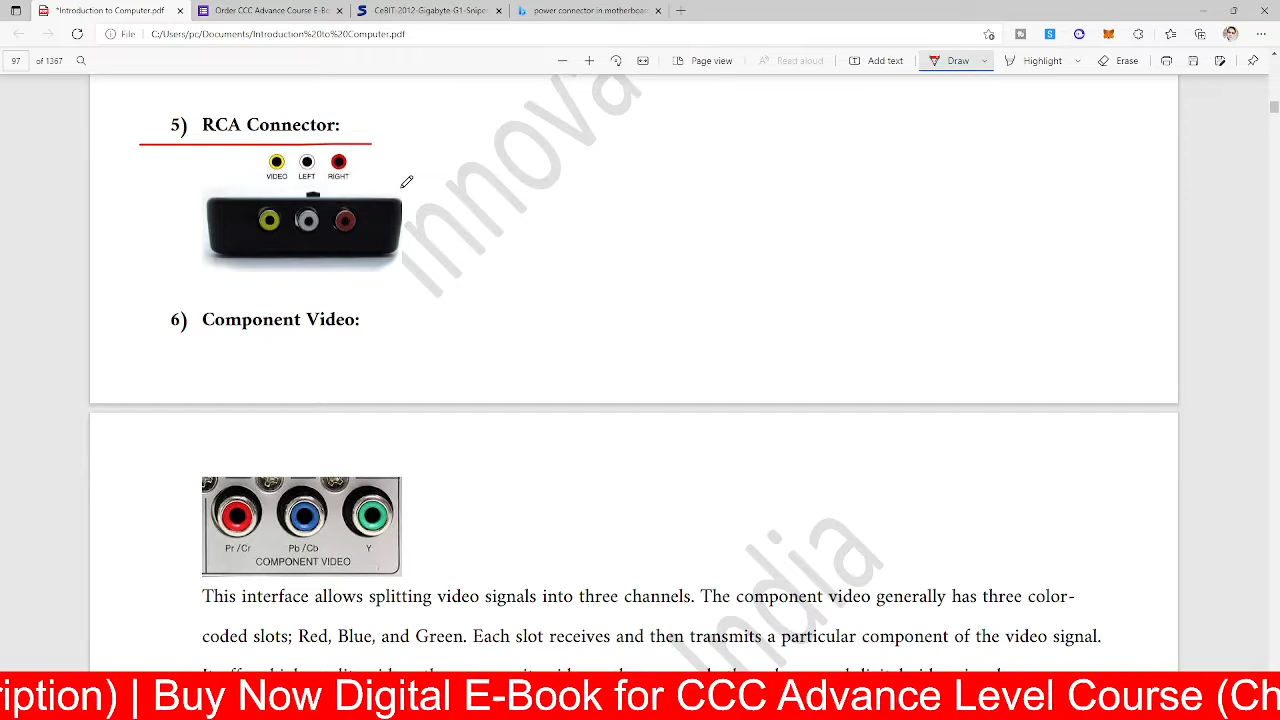 *Introduction to Computer.pdf
Order CCC Advance Course E-Bo
CeBIT-2012-Gigabyte-G1-Sniper
power connector in motherboard
File
C:/Users/pc/Documents/Introduction%20to%20Computer.pdf
97 of 1367
Page view
Read aloud
Add text
Draw
Highlight
Erase
5) RCA Connector:
VIDEO LEFT RIGHT
innova
6) Component Video:
Pr/Cr Pb/Cb Y
COMPONENT VIDEO
India
This interface allows splitting video signals into three channels. The component video generally has three color-
coded slots; Red, Blue, and Green. Each slot receives and then transmits a particular component of the video signal.
ription) | Buy Now Digital E-Book for CCC Advance Level Course (Ch